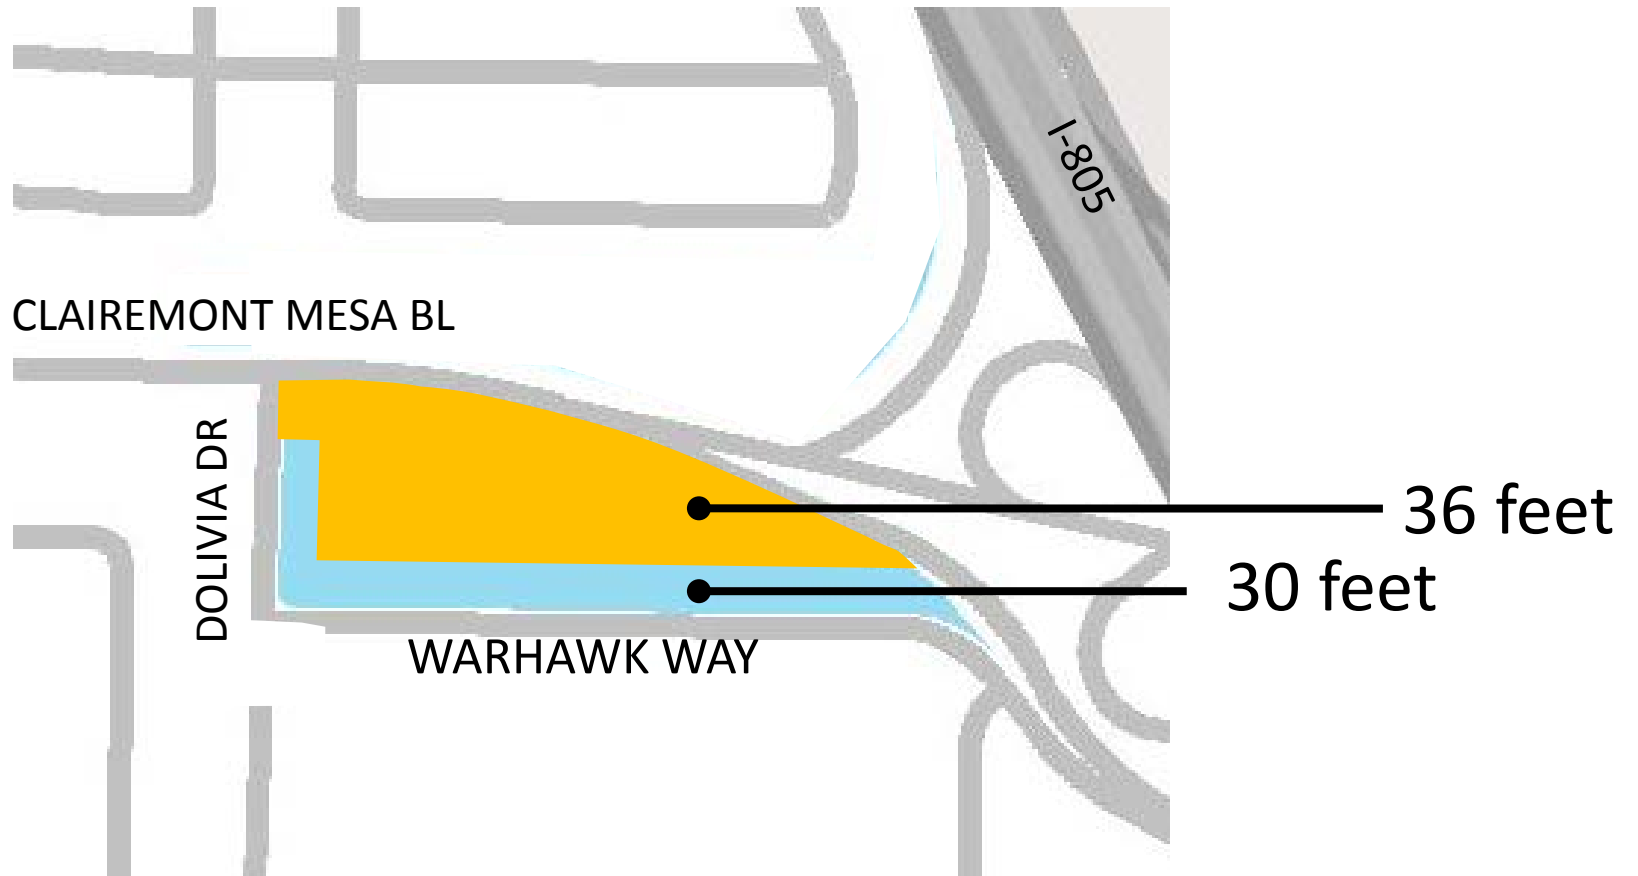 I-805
CLAIREMONT MESA BL
DOLIVIA DR
36 feet
30 feet
WARHAWK WAY